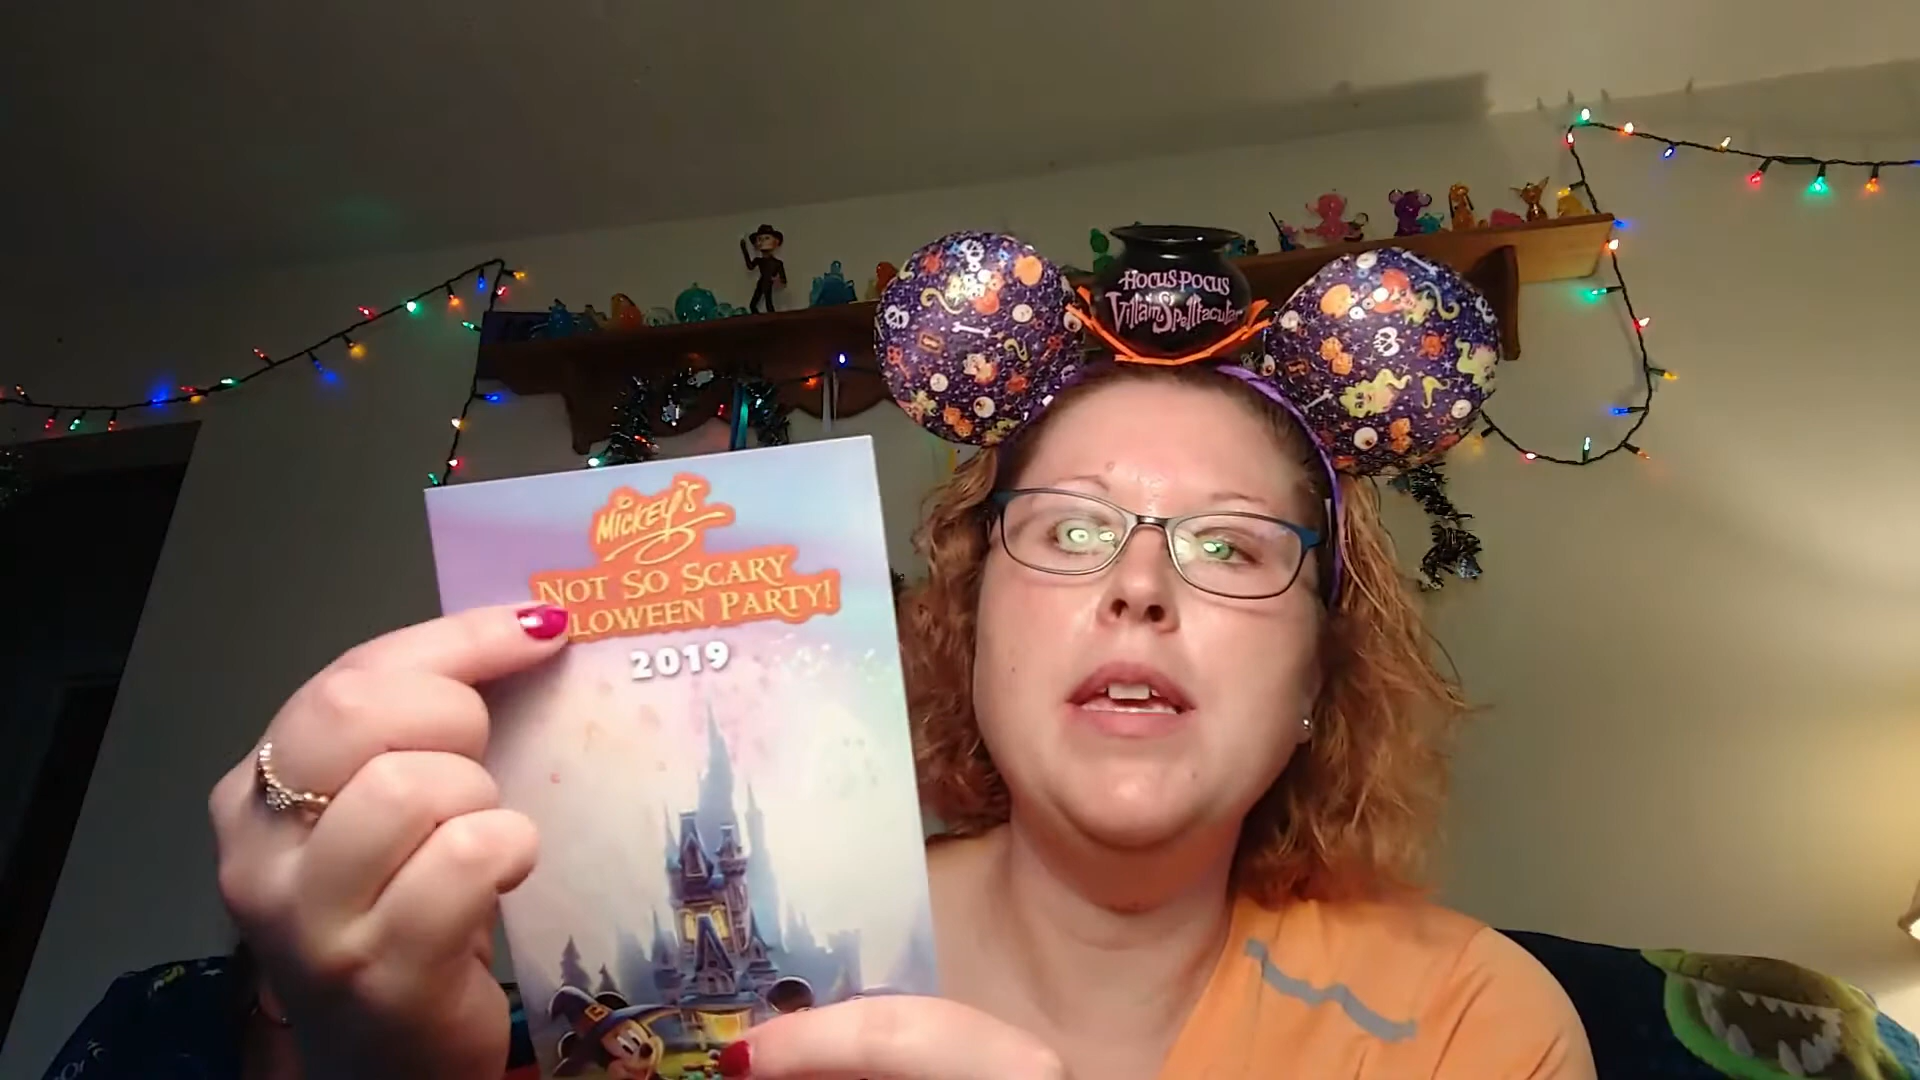 HOCUS POCUS
Villain Spelltacular
MICKEY'S
NOT SO SCARY
LLOWEEN PARTY!
2019